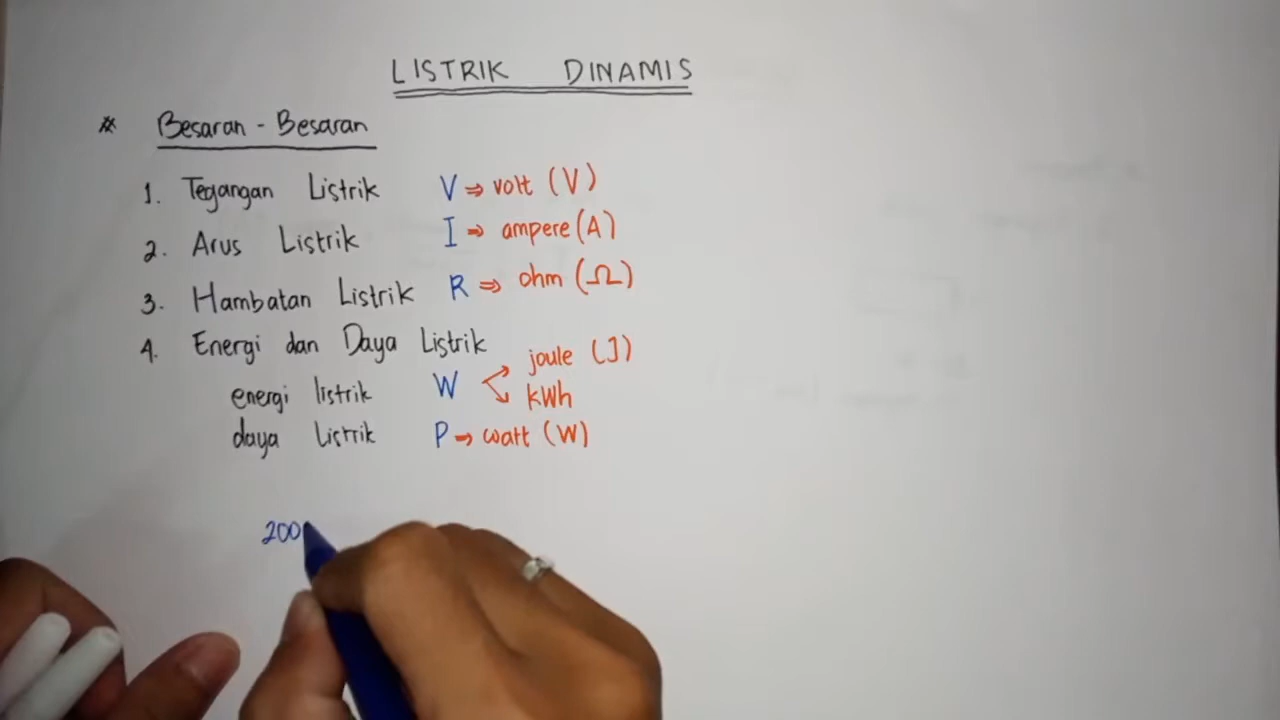 LISTRIK DINAMIS
* Besaran - Besaran
1. Tegangan Listrik V ⇒ volt (V)
2. Arus Listrik I ⇒ ampere (A)
3. Hambatan Listrik R ⇒ ohm (Ω)
4. Energi dan Daya Listrik
joule (J)
energi listrik W
kWh
daya Listrik P → watt (W)
200